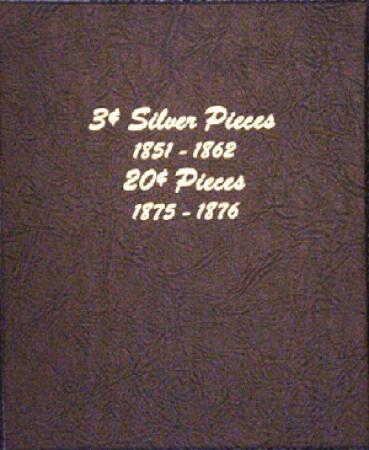 3¢ Silver Pieces
1851 - 1862
20¢ Pieces
1875 - 1876